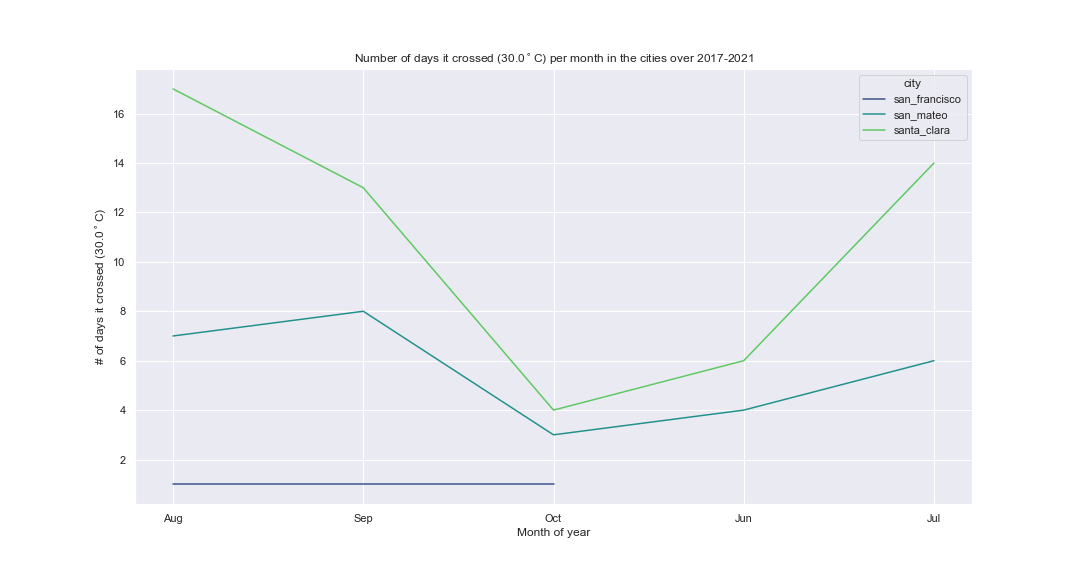 Number of days it crossed (30.0°C) per month in the cities over 2017-2021
city
san_francisco
san_mateo
santa_clara
# of days it crossed (30.0°C)
16
14
12
10
8
6
4
2
Aug Sep Oct Jun Jul
Month of year